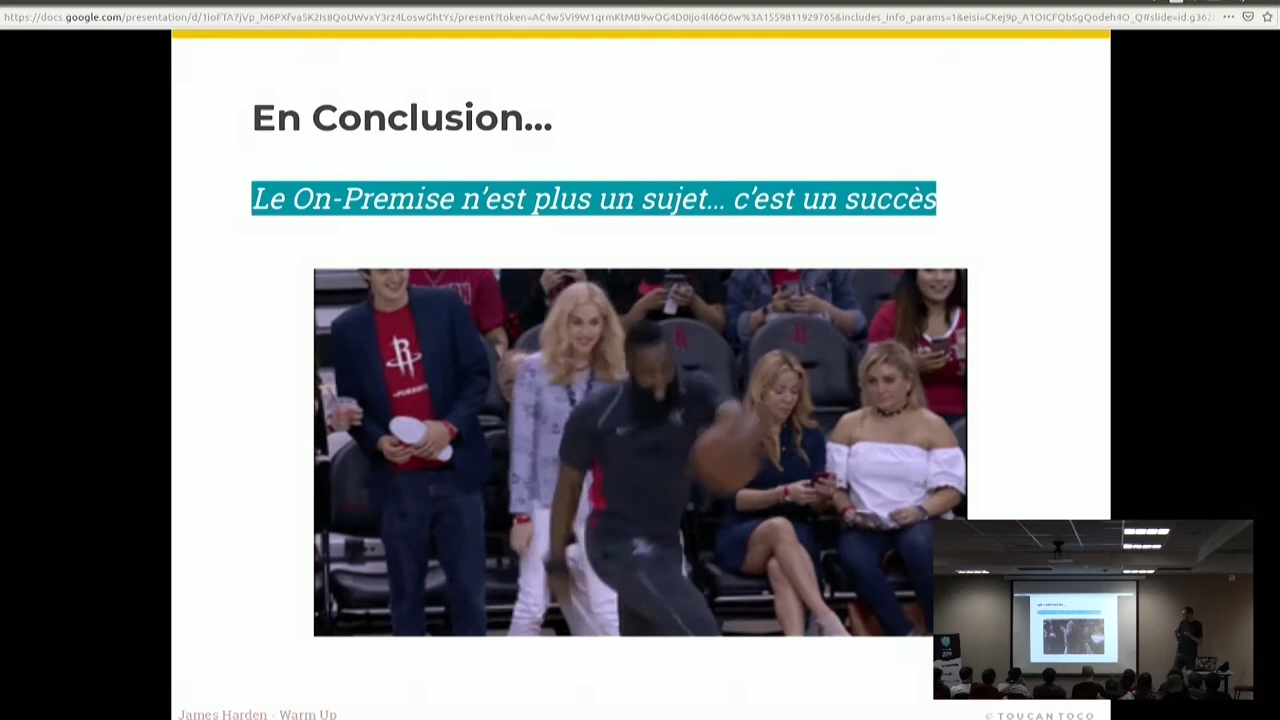 En Conclusion...
Le On-Premise n'est plus un sujet... c'est un succès
James Harden - Warm Up
© TOUCAN TOCO